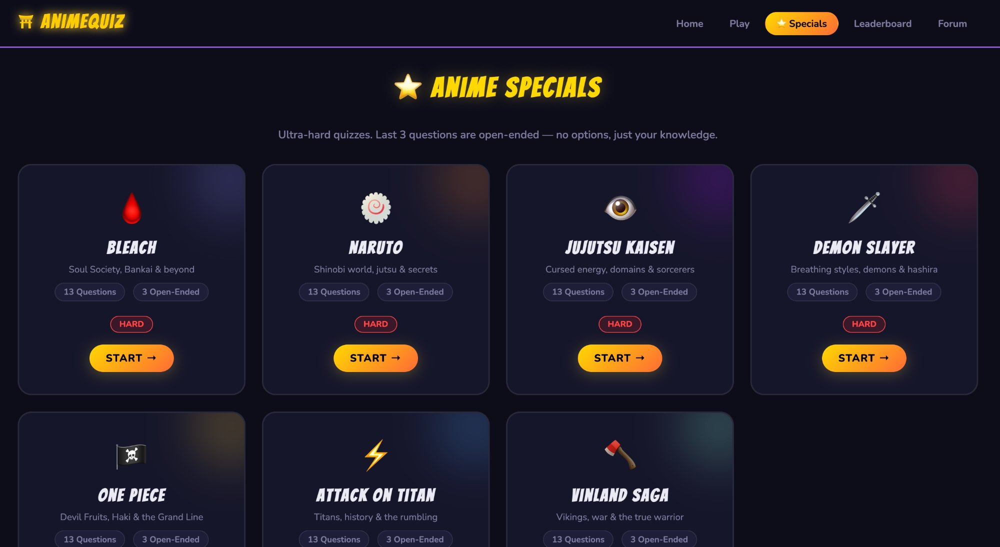 ANIMEQUIZ
Home Play Specials Leaderboard Forum
ANIME SPECIALS
Ultra-hard quizzes. Last 3 questions are open-ended — no options, just your knowledge.
BLEACH
Soul Society, Bankai & beyond
13 Questions 3 Open-Ended
HARD
START →
NARUTO
Shinobi world, jutsu & secrets
13 Questions 3 Open-Ended
HARD
START →
JUJUTSU KAISEN
Cursed energy, domains & sorcerers
13 Questions 3 Open-Ended
HARD
START →
DEMON SLAYER
Breathing styles, demons & hashira
13 Questions 3 Open-Ended
HARD
START →
ONE PIECE
Devil Fruits, Haki & the Grand Line
13 Questions 3 Open-Ended
ATTACK ON TITAN
Titans, history & the rumbling
13 Questions 3 Open-Ended
VINLAND SAGA
Vikings, war & the true warrior
13 Questions 3 Open-Ended